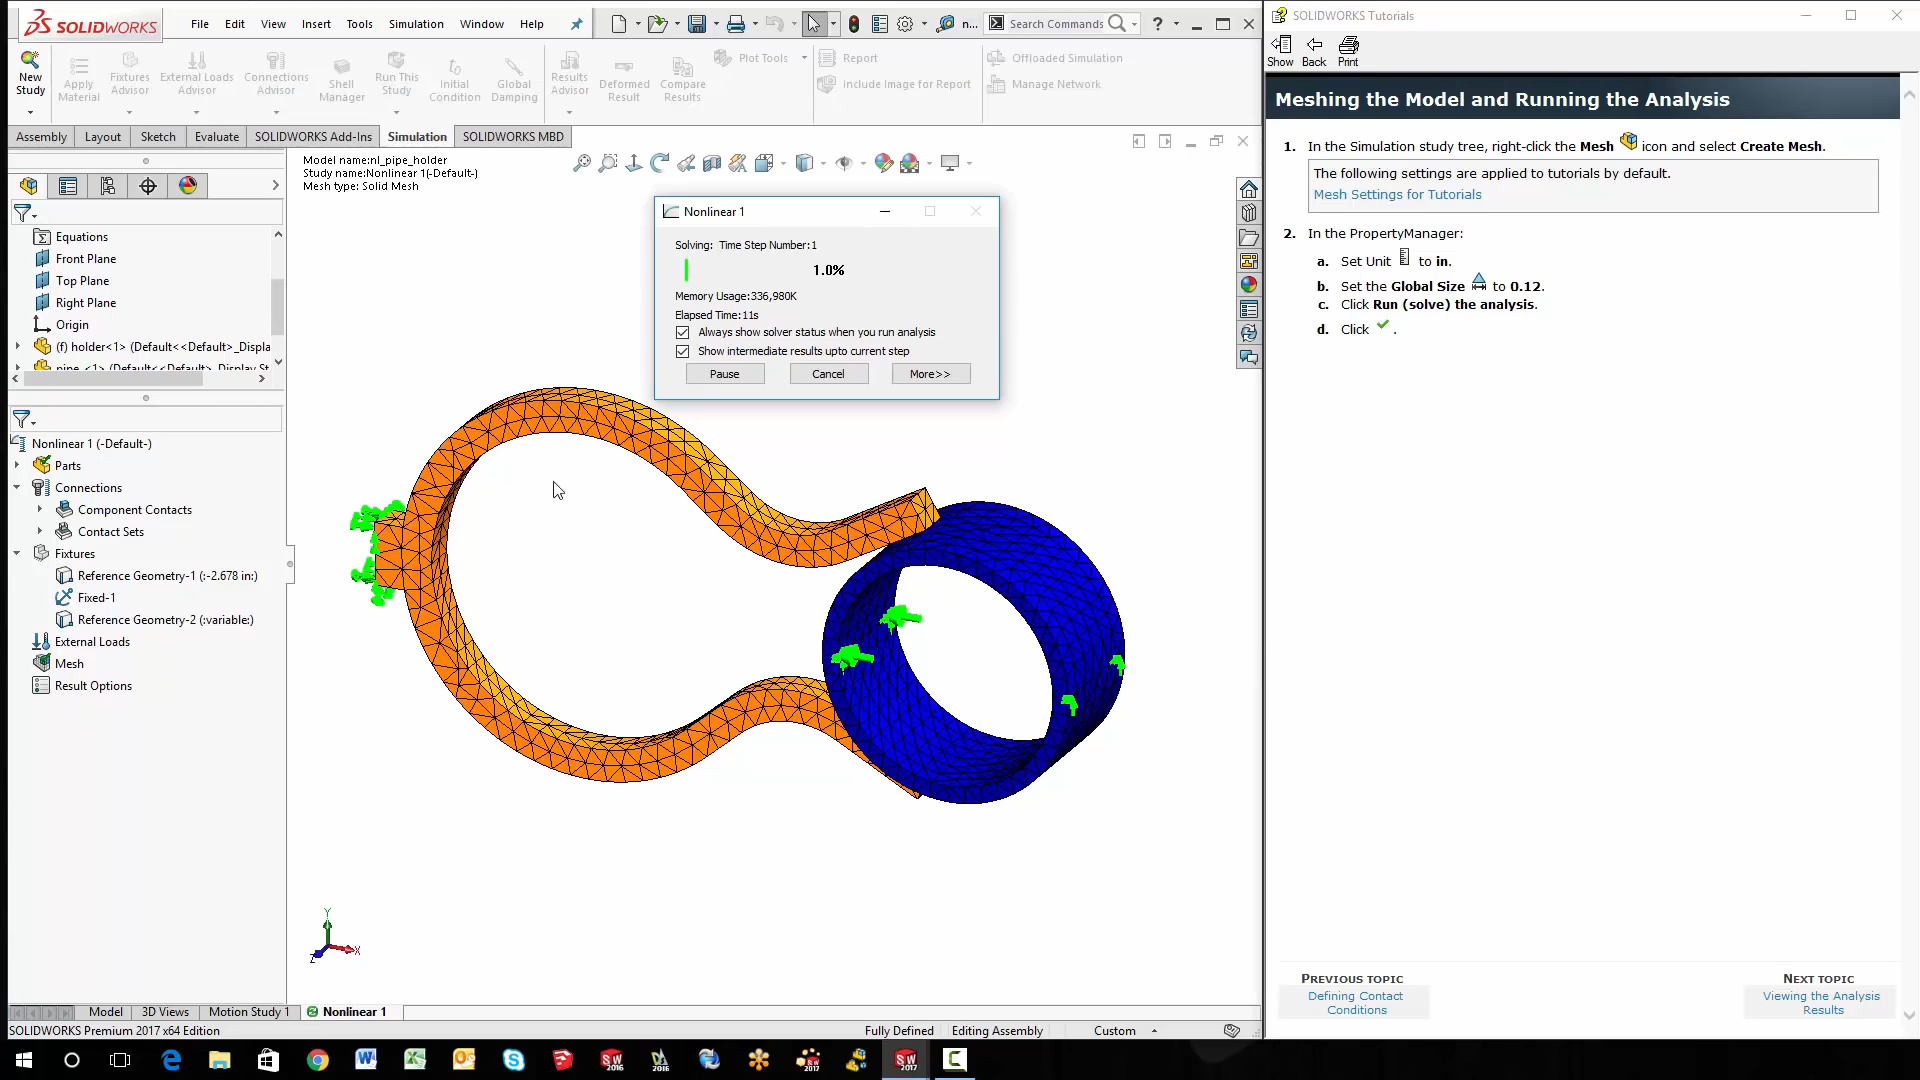 SOLIDWORKS
File Edit View Insert Tools Simulation Window Help
n... Search Commands ?
New Study
Apply Material
Fixtures Advisor
External Loads Advisor
Connections Advisor
Shell Manager
Run This Study
Initial Condition
Global Damping
Results Advisor
Deformed Result
Compare Results
Plot Tools
Report
Include Image for Report
Offloaded Simulation
Manage Network
Assembly Layout Sketch Evaluate SOLIDWORKS Add-Ins Simulation SOLIDWORKS MBD
Model name:nl_pipe_holder
Study name:Nonlinear 1(-Default-)
Mesh type: Solid Mesh
Equations
Front Plane
Top Plane
Right Plane
Origin
(f) holder<1> (Default<<Default>_Displa
pipe <1> (Default<<Default>_Display St
Nonlinear 1 (-Default-)
Parts
Connections
Component Contacts
Contact Sets
Fixtures
Reference Geometry-1 (:-2.678 in:)
Fixed-1
Reference Geometry-2 (:variable:)
External Loads
Mesh
Result Options
Nonlinear 1
Solving: Time Step Number:1
1.0%
Memory Usage:336,980K
Elapsed Time:11s
Always show solver status when you run analysis
Show intermediate results upto current step
Pause Cancel More>>
Y
X
Z
Model 3D Views Motion Study 1 Nonlinear 1
SOLIDWORKS Premium 2017 x64 Edition Fully Defined Editing Assembly Custom
SOLIDWORKS Tutorials
Show Back Print
Meshing the Model and Running the Analysis
1. In the Simulation study tree, right-click the Mesh icon and select Create Mesh.
The following settings are applied to tutorials by default.
Mesh Settings for Tutorials
2. In the PropertyManager:
a. Set Unit to in.
b. Set the Global Size to 0.12.
c. Click Run (solve) the analysis.
d. Click .
PREVIOUS TOPIC
Defining Contact Conditions
NEXT TOPIC
Viewing the Analysis Results
SW 2016
2016
2017
SW 2017